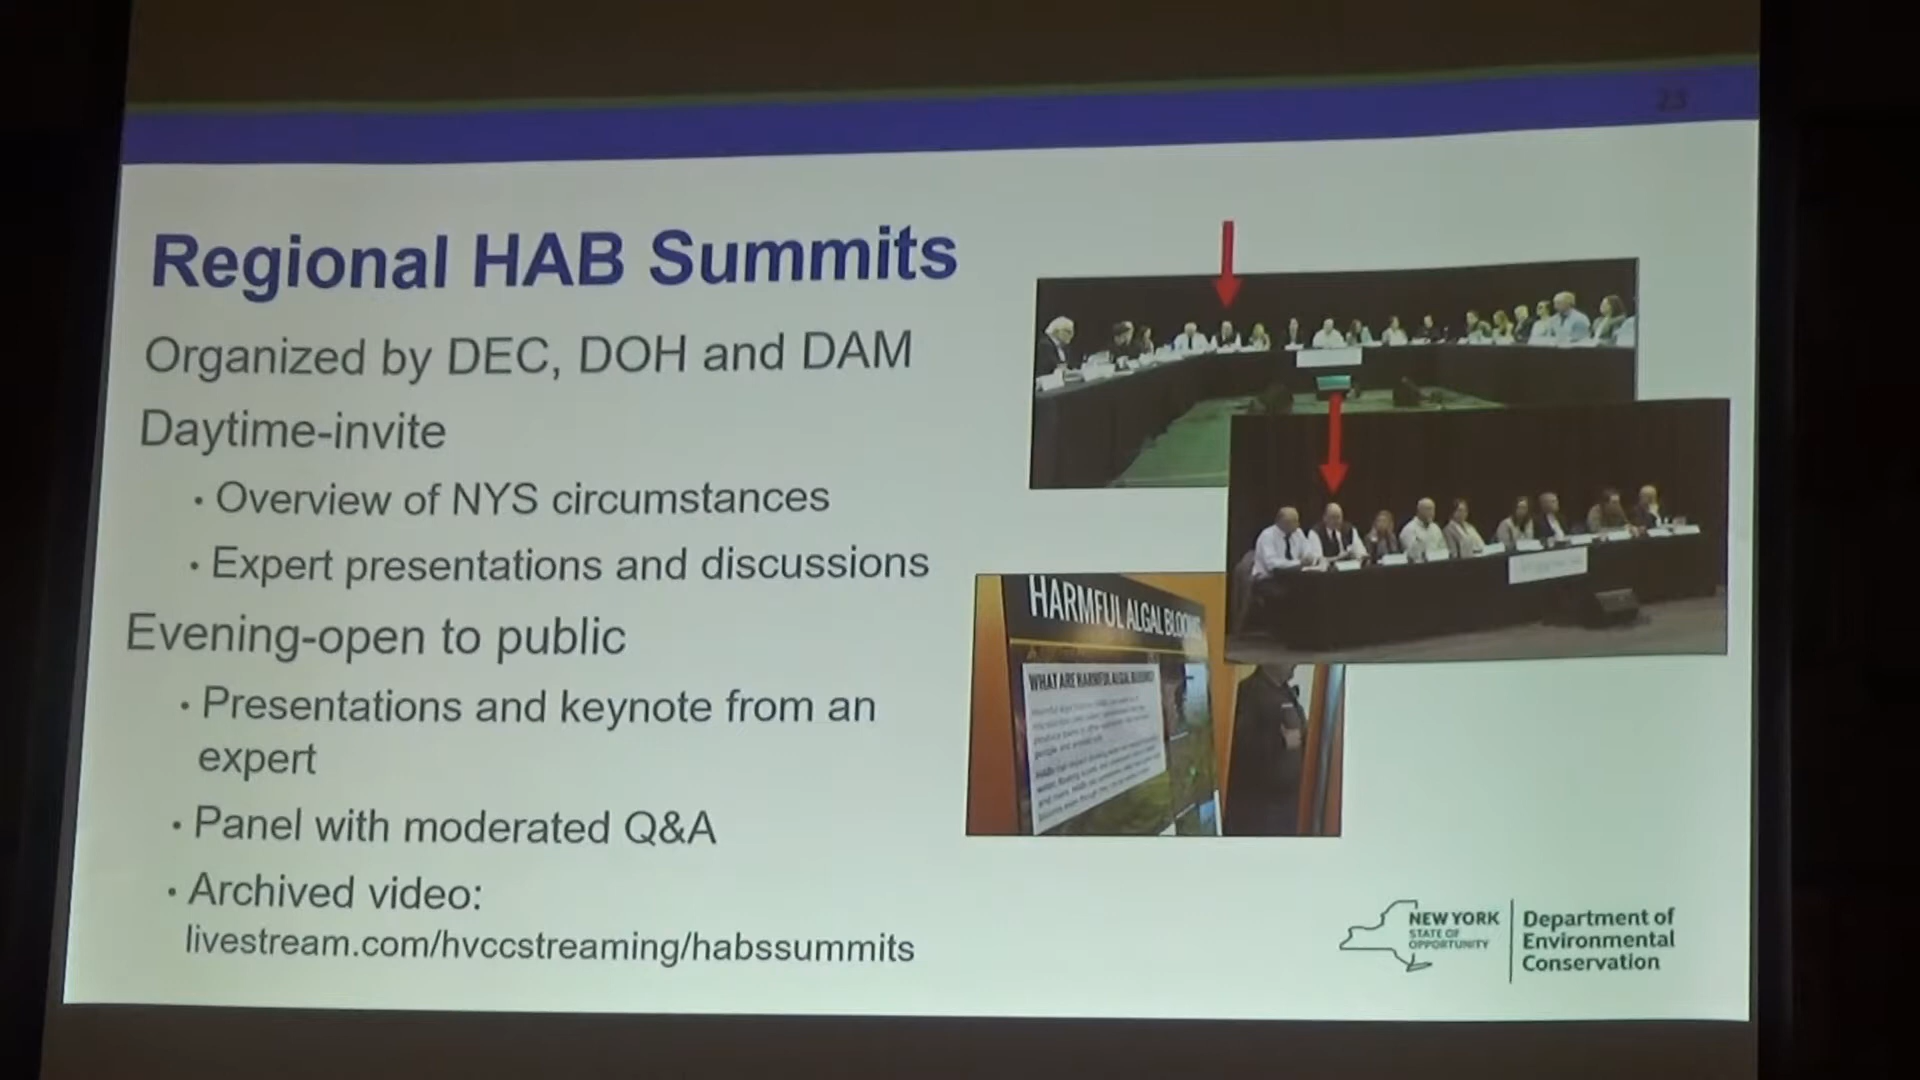 23
Regional HAB Summits
Organized by DEC, DOH and DAM
Daytime-invite
• Overview of NYS circumstances
• Expert presentations and discussions
Evening-open to public
• Presentations and keynote from an
expert
• Panel with moderated Q&A
• Archived video:
livestream.com/hvccstreaming/habssummits
HARMFUL ALGAL BLOOMS
WHAT ARE HARMFUL ALGAL BLOOMS?
NEW YORK
STATE OF
OPPORTUNITY
Department of
Environmental
Conservation